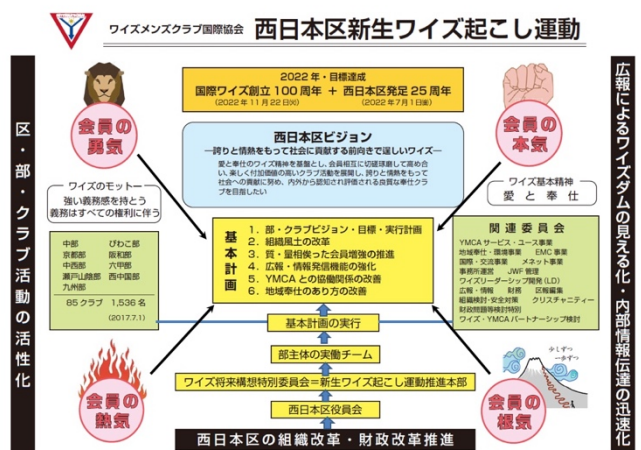 ワイズメンズクラブ国際協会 西日本区新生ワイズ起こし運動
2022年・目標達成
国際ワイズ創立100周年 + 西日本区発足25周年
(2022年11月22日㈫) (2022年7月1日㈮)
会員の
勇気
会員の
本気
西日本区ビジョン
―誇りと情熱をもって社会に貢献する前向きで逞しいワイズ―
愛と奉仕のワイズ精神を基盤とし、会員相互に切磋琢磨して高め合
い、楽しく付加価値の高いクラブ活動を展開し、誇りと情熱をもって
社会への貢献に努め、内外から認知され評価される良質な奉仕クラ
ブを目指したい
ワイズのモットー
強い義務感を持とう
義務はすべての権利に伴う
ワイズ基本精神
愛と奉仕
区・部・クラブ活動の活性化
広報によるワイズダムの見える化・内部情報伝達の迅速化
中部 びわこ部
京都部 阪和部
中西部 六甲部
瀬戸山陰部 西中国部
九州部
85クラブ 1,536名
(2017.7.1)
基本計画
1. 部・クラブビジョン・目標・実行計画
2. 組織風土の改革
3. 質・量相俟った会員増強の推進
4. 広報・情報発信機能の強化
5. YMCAとの協働関係の改善
6. 地域奉仕のあり方の改善
関連委員会
YMCAサービス・ユース事業
地域奉仕・環境事業 EMC事業
国際・交流事業 メネット事業
事務所運営 JWF管理
ワイズリーダーシップ開発(LD)
広報・情報 財務 区報編集
組織検討・安全対策 クリスチャニティー
財政問題等検討特別
ワイズ・YMCAパートナーシップ検討
基本計画の実行
部主体の実働チーム
ワイズ将来構想特別委員会=新生ワイズ起こし運動推進本部
西日本区役員会
西日本区の組織改革・財政改革推進
会員の
熱気
少しずつ
一歩ずつ
会員の
根気